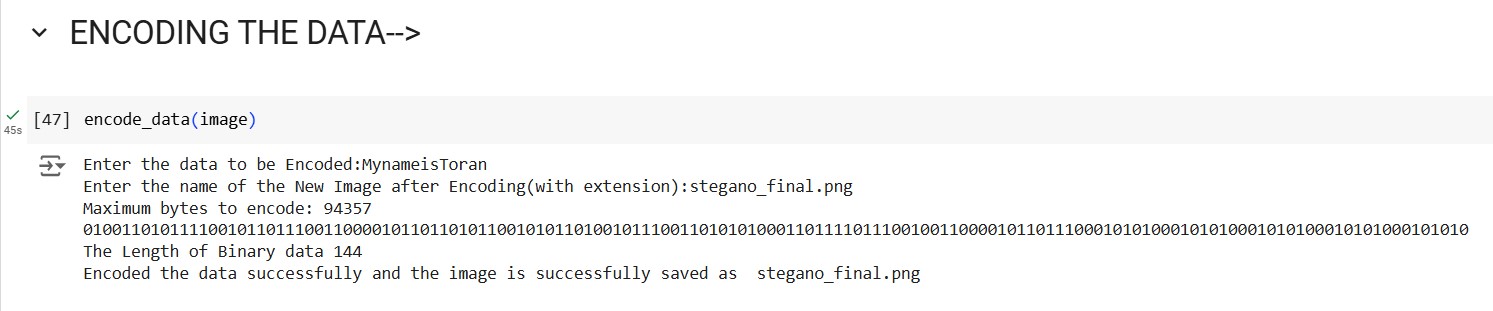 ENCODING THE DATA-->
[47] encode_data(image)
45s
Enter the data to be Encoded:MynameisToran
Enter the name of the New Image after Encoding(with extension):stegano_final.png
Maximum bytes to encode: 94357
010011010111100101101110011000010110110101100101011010010111001101010100011011110111001001100001011011100010101000101010001010100010101000101010
The Length of Binary data 144
Encoded the data successfully and the image is successfully saved as  stegano_final.png